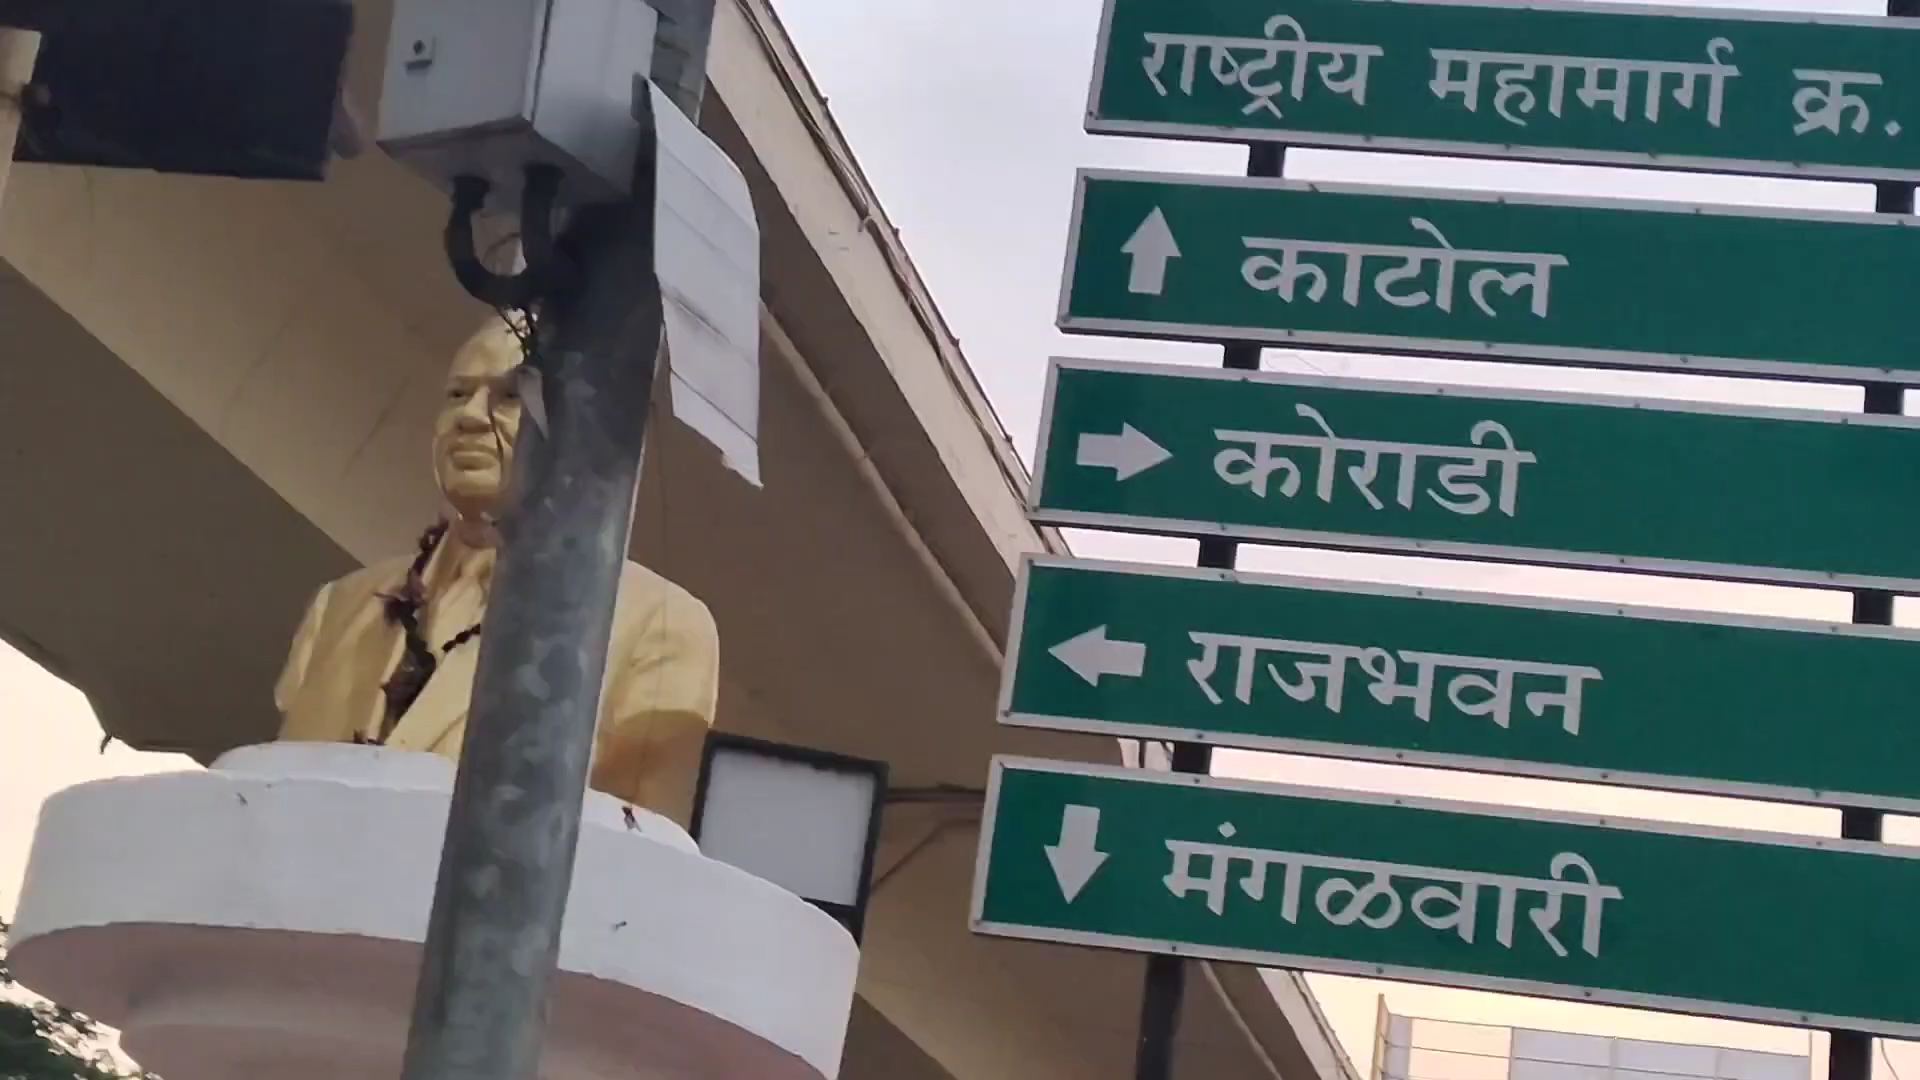 राष्ट्रीय महामार्ग क्र.
काटोल
कोराडी
राजभवन
मंगळवारी